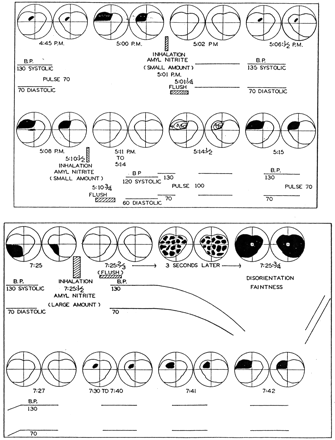 4:45 P.M. 5:00 P.M. 5:02 P.M. 5:06½ P.M.
INHALATION
AMYL NITRITE
(SMALL AMOUNT)
5:01 P.M.
5:01¼
FLUSH
B.P.
130 SYSTOLIC
PULSE 70
70 DIASTOLIC
B.P.
135 SYSTOLIC
70 DIASTOLIC
5:08 P.M. 5:11 P.M. 5:14½ 5:15
TO
5:14
5:10½
INHALATION
AMYL NITRITE
(SMALL AMOUNT)
5:10¾
FLUSH
B.P.
120 SYSTOLIC
60 DIASTOLIC
130
PULSE 100
70
130
PULSE 70
70
7:25 7:25⅔ 3 SECONDS LATER 7:25¾
(FLUSH)
B.P.
130 SYSTOLIC
70 DIASTOLIC
INHALATION
7:25½
AMYL NITRITE
(LARGE AMOUNT)
B.P.
130
70
DISORIENTATION
FAINTNESS
7:27 7:30 TO 7:40 7:41 7:42
B.P.
130
70